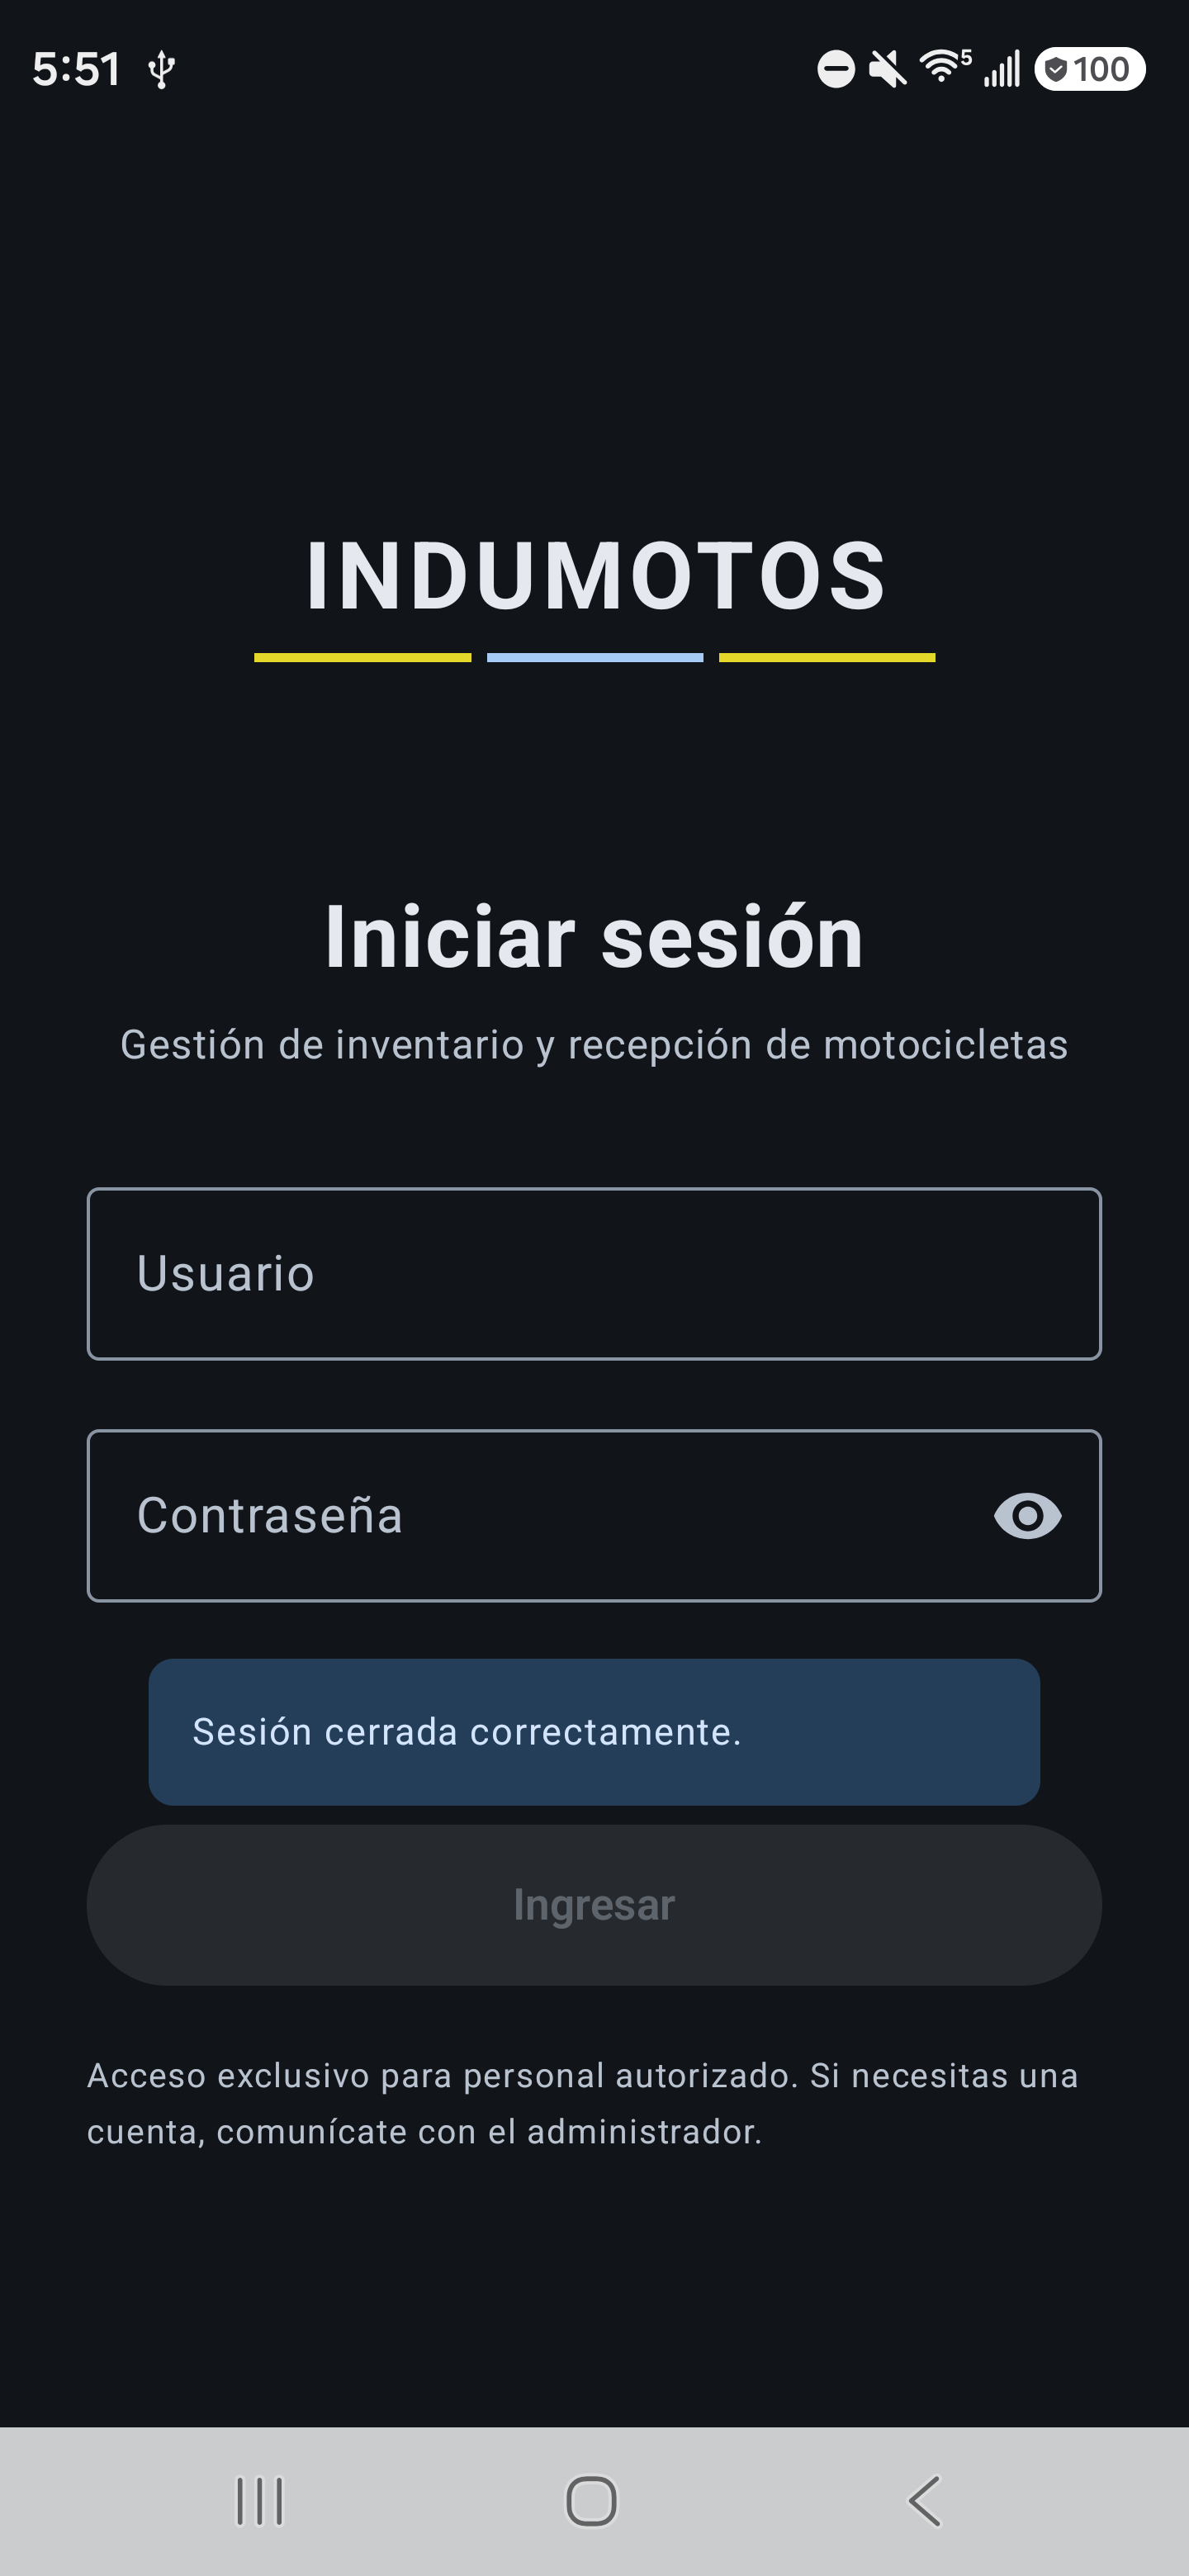 5:51
5
100
INDUMOTOS
Iniciar sesión
Gestión de inventario y recepción de motocicletas
Usuario
Contraseña
Sesión cerrada correctamente.
Ingresar
Acceso exclusivo para personal autorizado. Si necesitas una
cuenta, comunícate con el administrador.